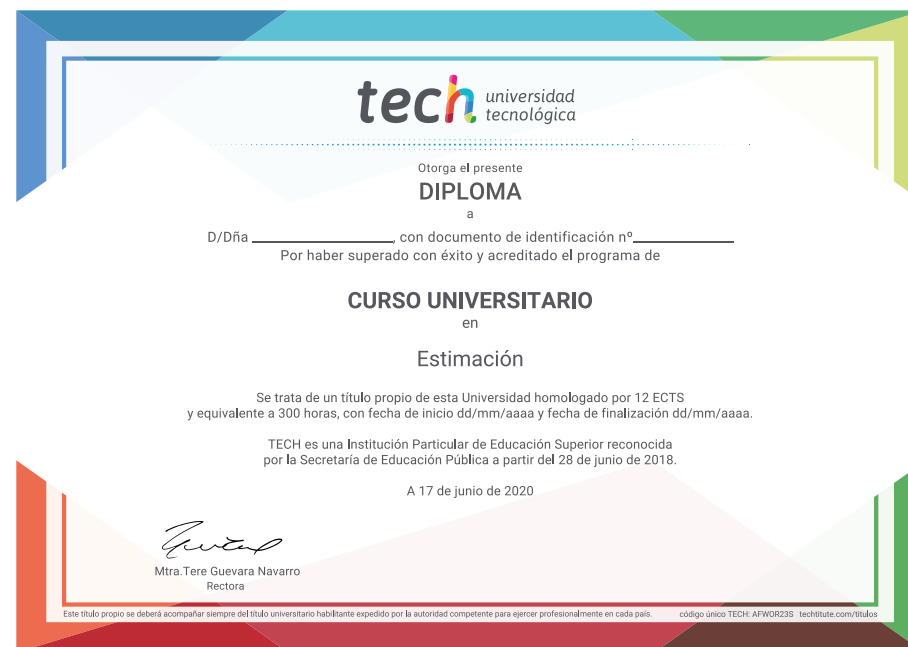 tech universidad
tecnológica
Otorga el presente
DIPLOMA
a
D/Dña ____________________, con documento de identificación nº______________
Por haber superado con éxito y acreditado el programa de
CURSO UNIVERSITARIO
en
Estimación
Se trata de un título propio de esta Universidad homologado por 12 ECTS
y equivalente a 300 horas, con fecha de inicio dd/mm/aaaa y fecha de finalización dd/mm/aaaa.
TECH es una Institución Particular de Educación Superior reconocida
por la Secretaría de Educación Pública a partir del 28 de junio de 2018.
A 17 de junio de 2020
Mtra.Tere Guevara Navarro
Rectora
Este título propio se deberá acompañar siempre del título universitario habilitante expedido por la autoridad competente para ejercer profesionalmente en cada país. código único TECH: AFWOR23S techtitute.com/títulos